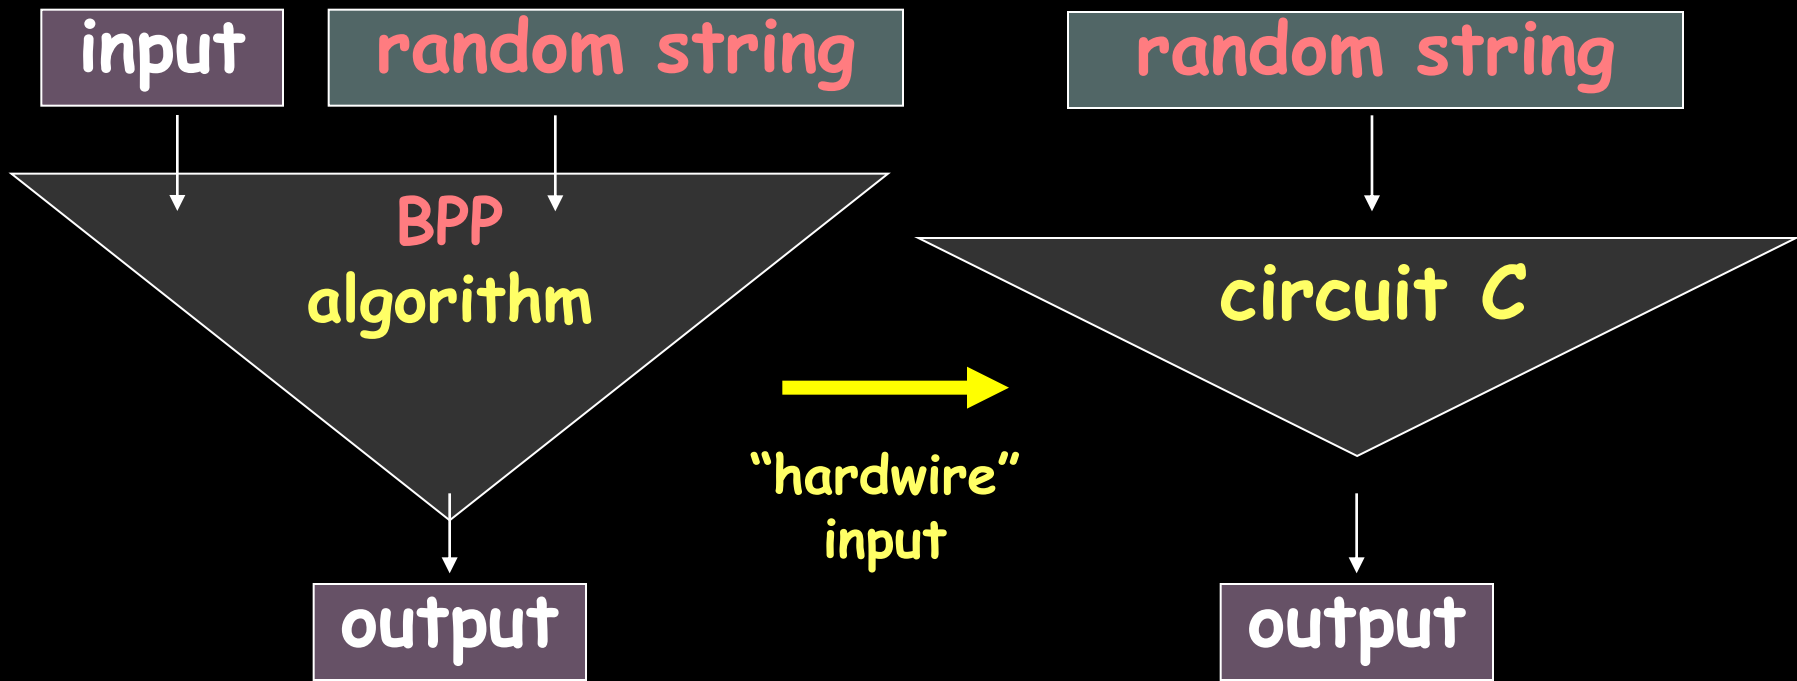 input
random string
random string
BPP
algorithm
circuit C
“hardwire”
input
output
output